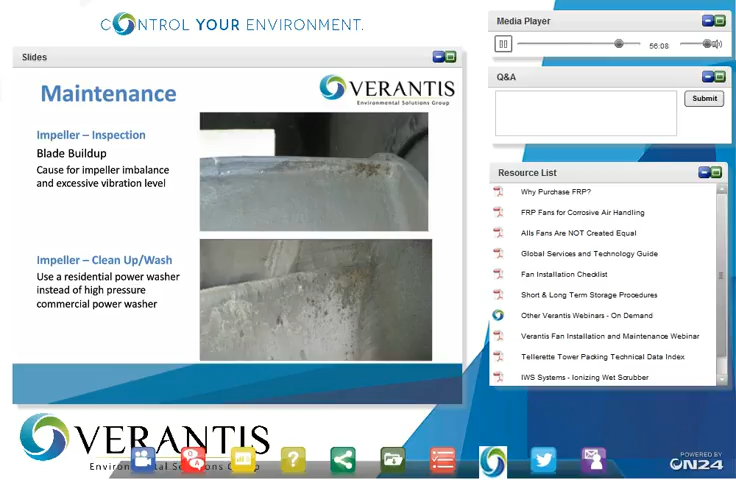 CONTROL YOUR ENVIRONMENT.
Slides
Maintenance
VERANTIS
Environmental Solutions Group
Impeller – Inspection
Blade Buildup
Cause for impeller imbalance
and excessive vibration level
Impeller – Clean Up/Wash
Use a residential power washer
instead of high pressure
commercial power washer
Media Player
56:08
Q&A
Submit
Resource List
Why Purchase FRP?
FRP Fans for Corrosive Air Handling
Alls Fans Are NOT Created Equal
Global Services and Technology Guide
Fan Installation Checklist
Short & Long Term Storage Procedures
Other Verantis Webinars - On Demand
Verantis Fan Installation and Maintenance Webinar
Tellerette Tower Packing Technical Data Index
IWS Systems - Ionizing Wet Scrubber
VERANTIS
Environmental Solutions Group
Q
A
?
POWERED BY
ON24